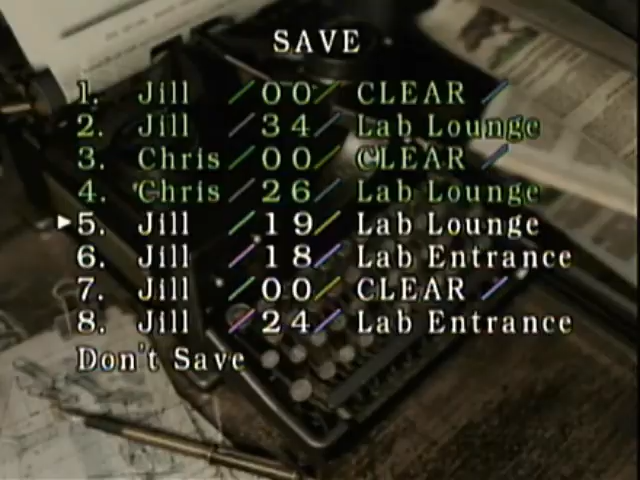 SAVE
1. Jill / 00 / CLEAR /
2. Jill / 34 / Lab Lounge
3. Chris / 00 / CLEAR /
4. Chris / 26 / Lab Lounge
►5. Jill / 19 / Lab Lounge
6. Jill / 18 / Lab Entrance
7. Jill / 00 / CLEAR /
8. Jill / 24 / Lab Entrance
Don't Save